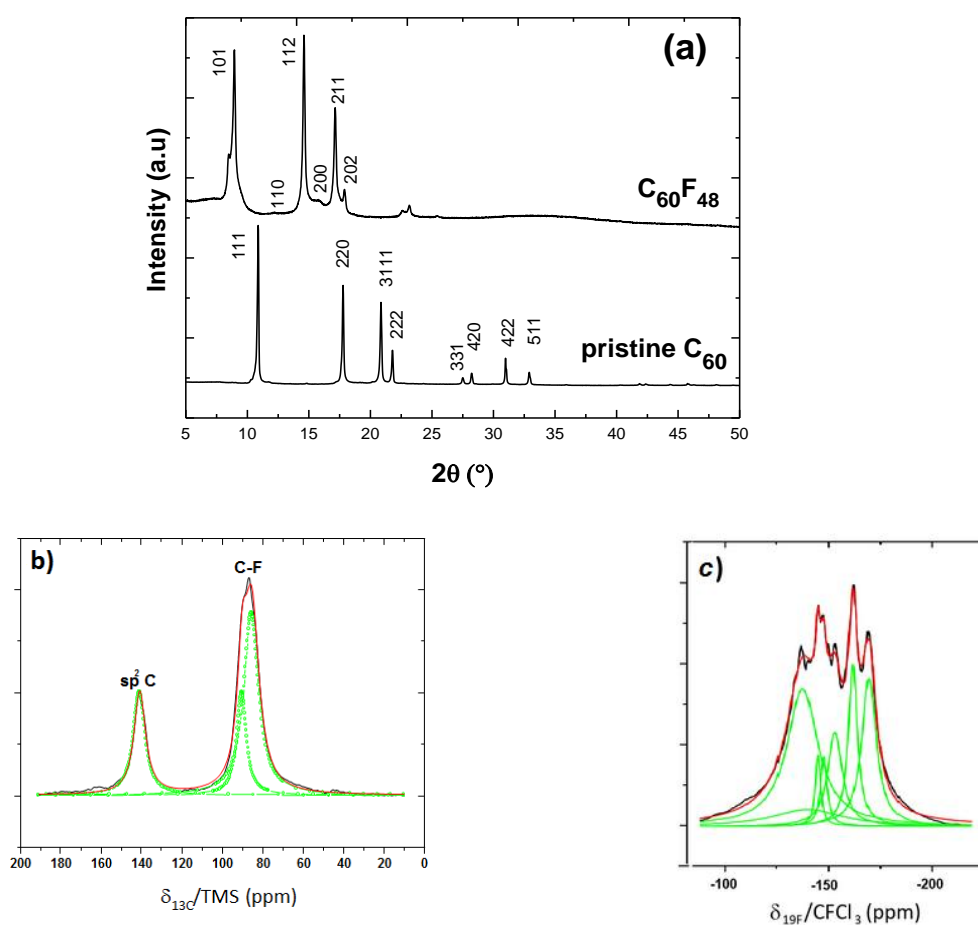 (a)
Intensity (a.u)
101
110
112
200
211
202
C60F48
111
220
3111
222
331
420
422
511
pristine C60
5 10 15 20 25 30 35 40 45 50
2θ (°)
b)
C-F
sp2 C
200 180 160 140 120 100 80 60 40 20 0
δ13C/TMS (ppm)
c)
-100 -150 -200
δ19F/CFCl3 (ppm)